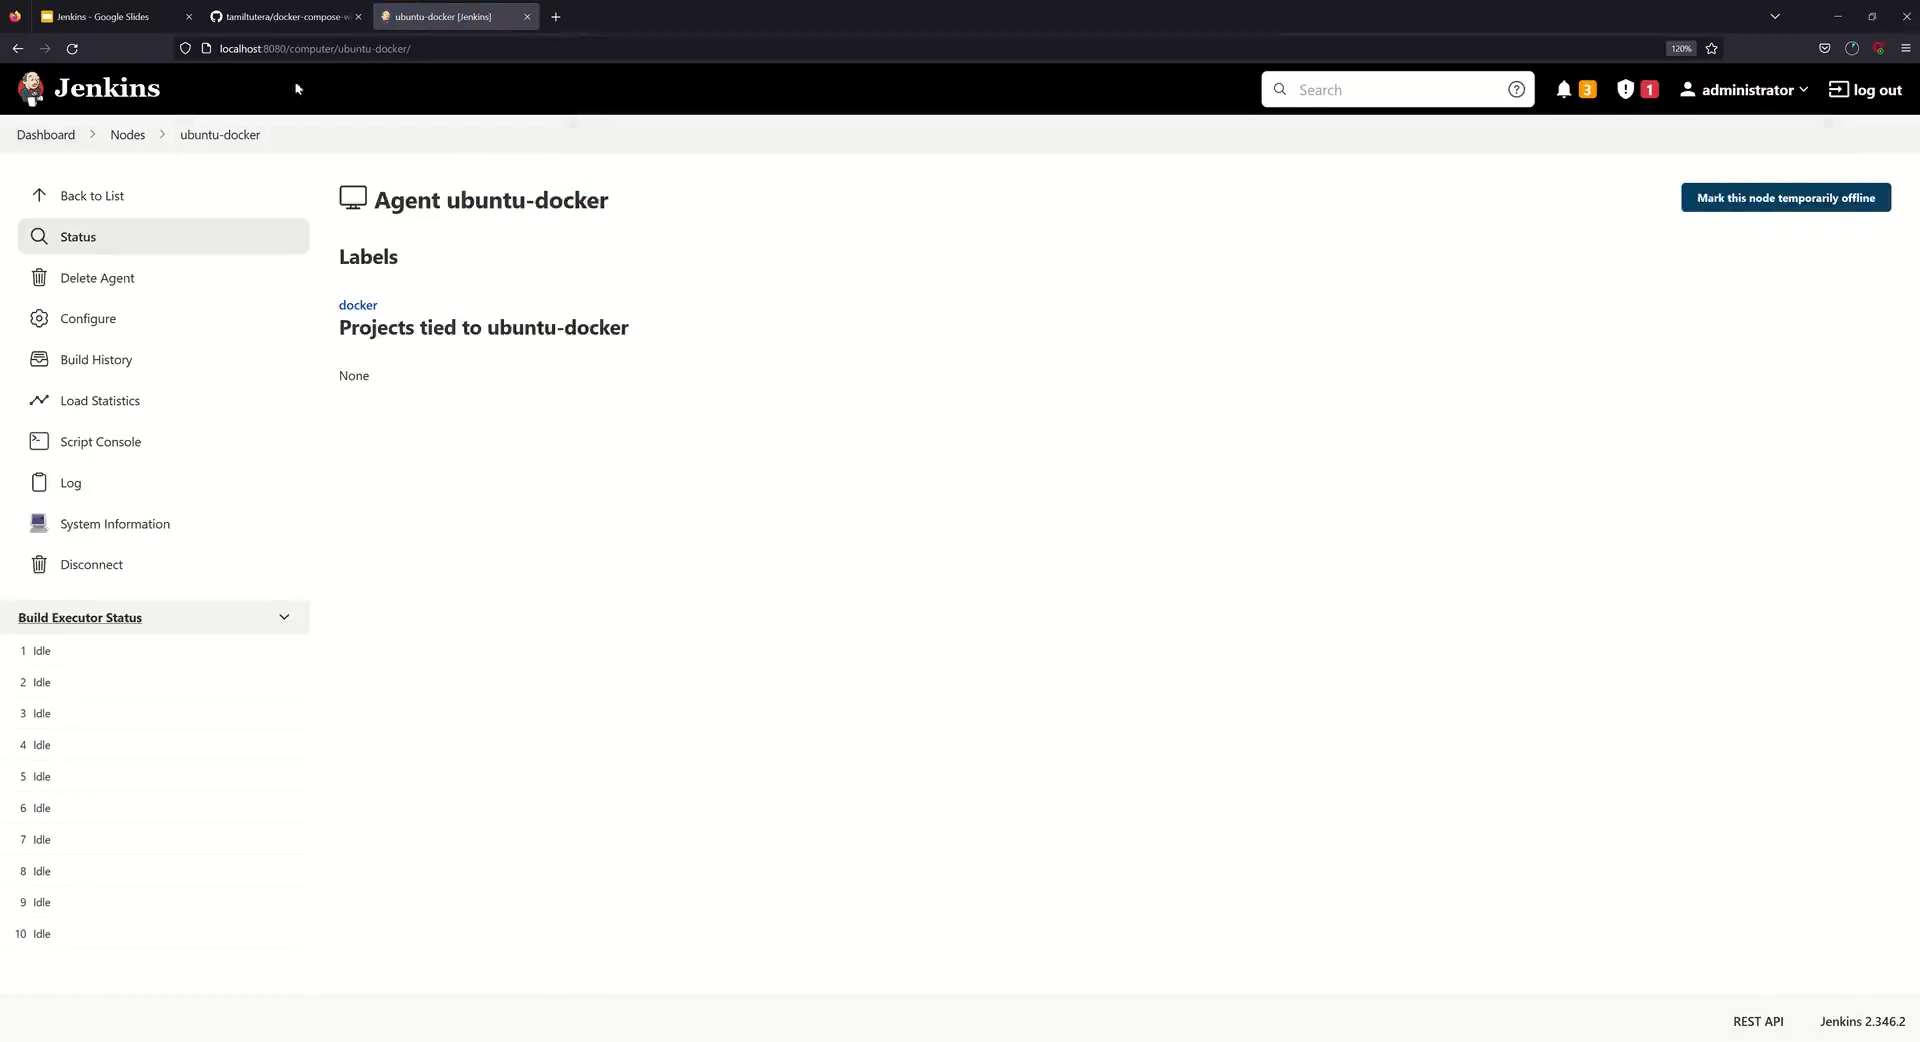 Jenkins - Google Slides
tamiltutera/docker-compose-w
ubuntu-docker [Jenkins]
localhost:8080/computer/ubuntu-docker/
120%
Jenkins
Search
3
1
administrator
log out
Dashboard
Nodes
ubuntu-docker
Back to List
Status
Delete Agent
Configure
Build History
Load Statistics
Script Console
Log
System Information
Disconnect
Agent ubuntu-docker
Mark this node temporarily offline
Labels
docker
Projects tied to ubuntu-docker
None
Build Executor Status
1 Idle
2 Idle
3 Idle
4 Idle
5 Idle
6 Idle
7 Idle
8 Idle
9 Idle
10 Idle
REST API
Jenkins 2.346.2